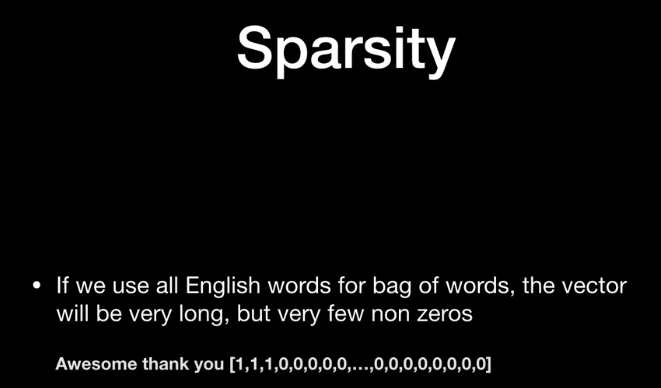 Sparsity
• If we use all English words for bag of words, the vector
will be very long, but very few non zeros
Awesome thank you [1,1,1,0,0,0,0,0,…,0,0,0,0,0,0,0,0]